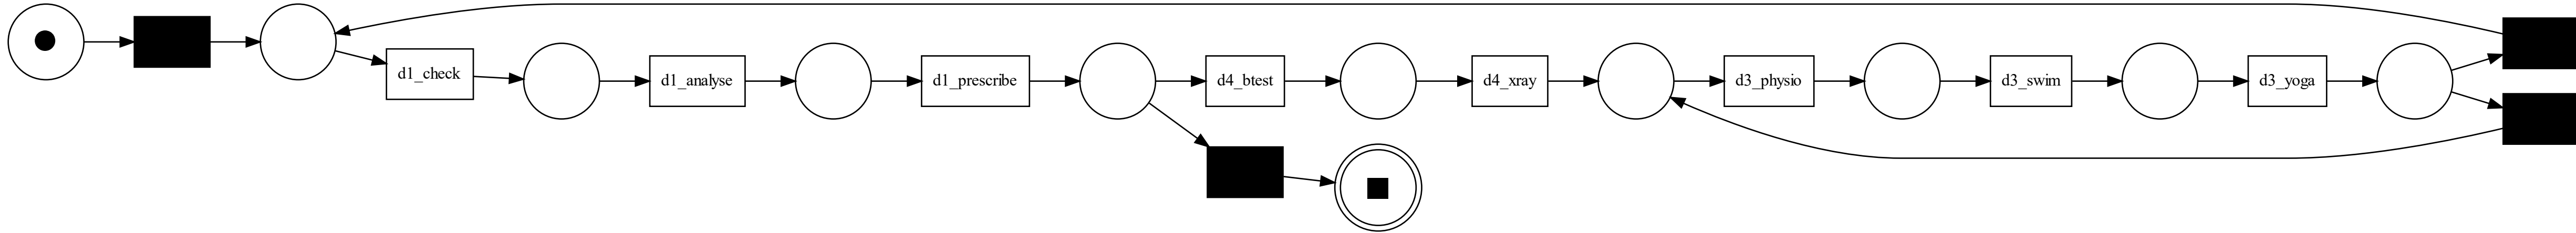 d1_check
d1_analyse
d1_prescribe
d4_btest
d4_xray
d3_physio
d3_swim
d3_yoga